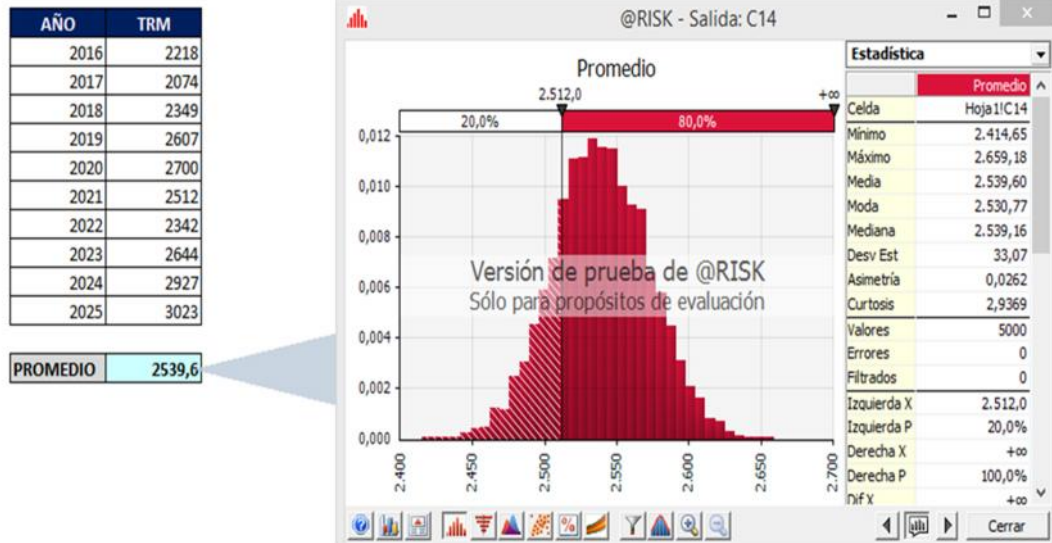 AÑO TRM
2016 2218
2017 2074
2018 2349
2019 2607
2020 2700
2021 2512
2022 2342
2023 2644
2024 2927
2025 3023
PROMEDIO 2539,6
@RISK - Salida: C14
Promedio
2.512,0 +∞
20,0% 80,0%
0,012
0,010
0,008
0,006
0,004
0,002
0,000
2.400 2.450 2.500 2.550 2.600 2.650 2.700
Versión de prueba de @RISK
Sólo para propósitos de evaluación
Estadística
Promedio
Celda Hoja1!C14
Mínimo 2.414,65
Máximo 2.659,18
Media 2.539,60
Moda 2.530,77
Mediana 2.539,16
Desv Est 33,07
Asimetría 0,0262
Curtosis 2,9369
Valores 5000
Errores 0
Filtrados 0
Izquierda X 2.512,0
Izquierda P 20,0%
Derecha X +∞
Derecha P 100,0%
Dif X +∞
Cerrar